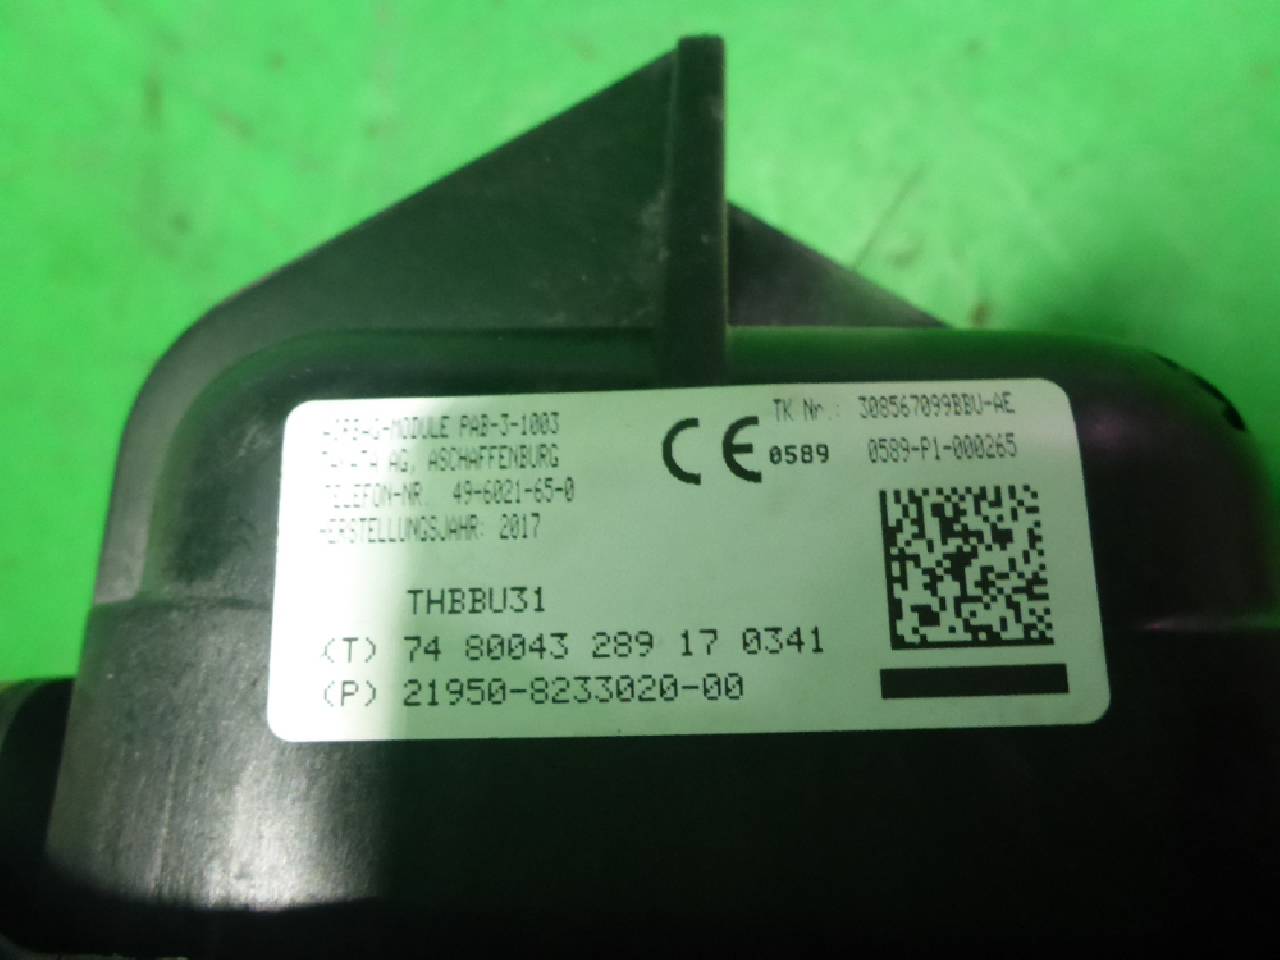 AIRBAG-MODULE PAB-3-1003
TAKATA AG, ASCHAFFENBURG
TELEFON-NR. 49-6021-65-0
HERSTELLUNGSJAHR: 2017
CE 0589
TK Nr.: 308567099BBU-AE
0589-P1-000265
THBBU31
(T) 74 80043 289 17 0341
(P) 21950-8233020-00